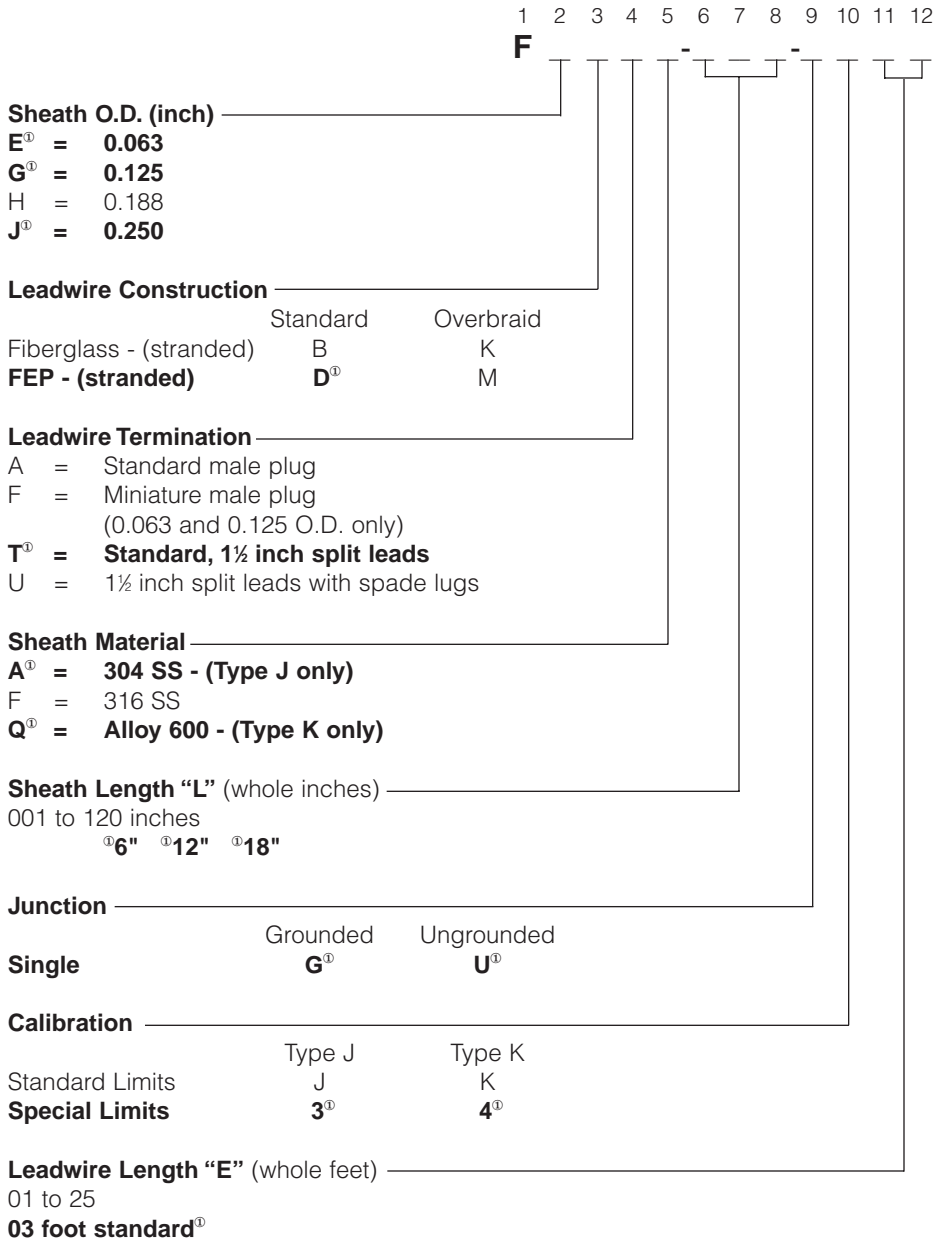 1 2 3 4 5 6 7 8 9 10 11 12
F _ _ _ _ - _ _ _ - _ _ _ _
Sheath O.D. (inch)
E① = 0.063
G① = 0.125
H = 0.188
J① = 0.250
Leadwire Construction
Standard Overbraid
Fiberglass - (stranded) B K
FEP - (stranded) D① M
Leadwire Termination
A = Standard male plug
F = Miniature male plug
(0.063 and 0.125 O.D. only)
T① = Standard, 1½ inch split leads
U = 1½ inch split leads with spade lugs
Sheath Material
A① = 304 SS - (Type J only)
F = 316 SS
Q① = Alloy 600 - (Type K only)
Sheath Length “L” (whole inches)
001 to 120 inches
①6" ①12" ①18"
Junction
Grounded Ungrounded
Single G① U①
Calibration
Type J Type K
Standard Limits J K
Special Limits 3① 4①
Leadwire Length “E” (whole feet)
01 to 25
03 foot standard①